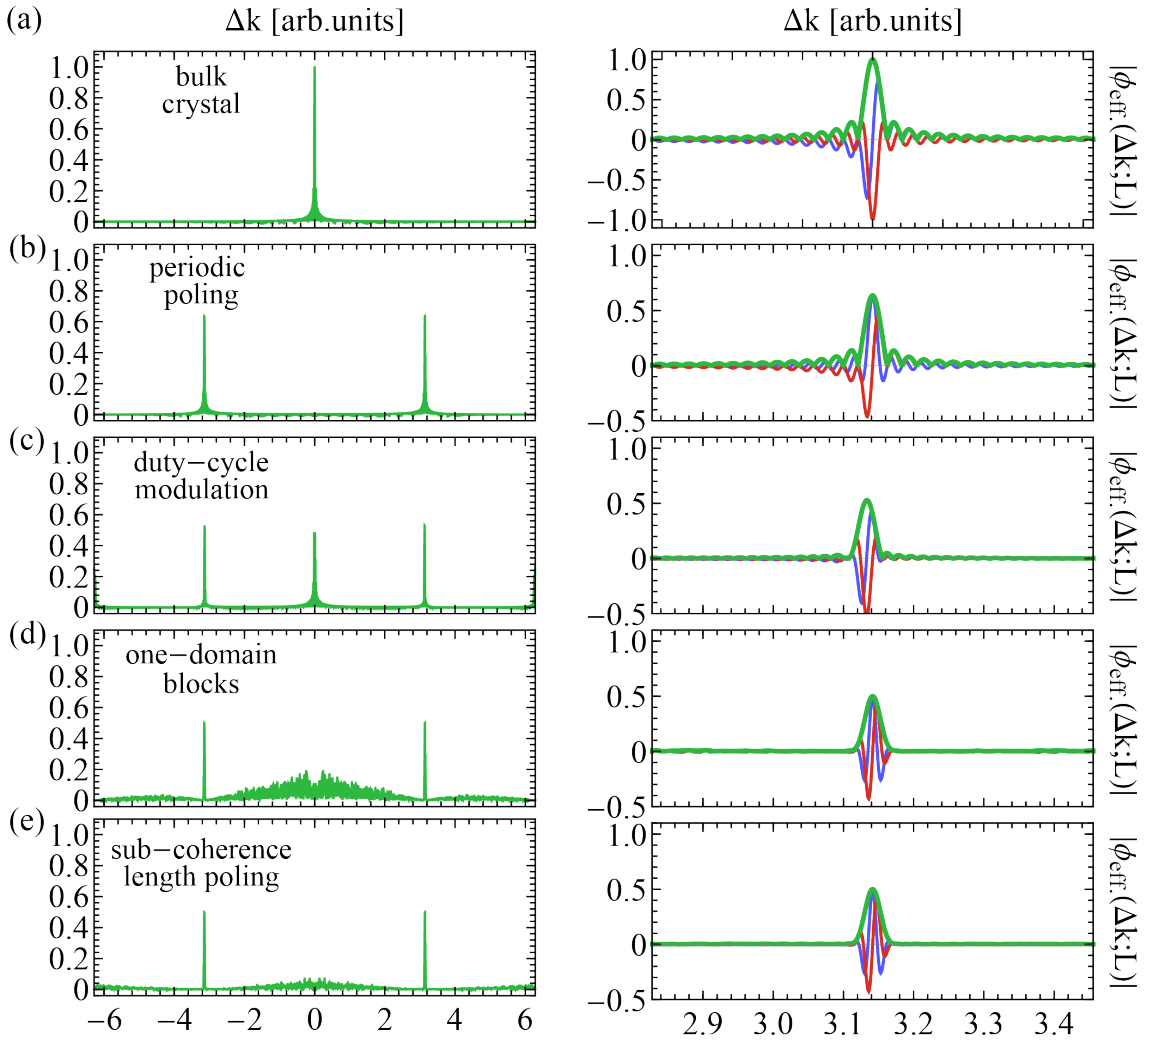 (a)
Δk [arb.units]
Δk [arb.units]
bulk
crystal
1.0
0.8
0.6
0.4
0.2
0
1.0
0.5
0
−0.5
−1.0
|ϕeff.(Δk;L)|
(b)
periodic
poling
1.0
0.8
0.6
0.4
0.2
0
1.0
0.5
0
−0.5
|ϕeff.(Δk;L)|
(c)
duty−cycle
modulation
1.0
0.8
0.6
0.4
0.2
0
1.0
0.5
0
−0.5
|ϕeff.(Δk;L)|
(d)
one−domain
blocks
1.0
0.8
0.6
0.4
0.2
0
1.0
0.5
0
−0.5
|ϕeff.(Δk;L)|
(e)
sub−coherence
length poling
1.0
0.8
0.6
0.4
0.2
0
1.0
0.5
0
−0.5
|ϕeff.(Δk;L)|
−6 −4 −2 0 2 4 6
2.9 3.0 3.1 3.2 3.3 3.4